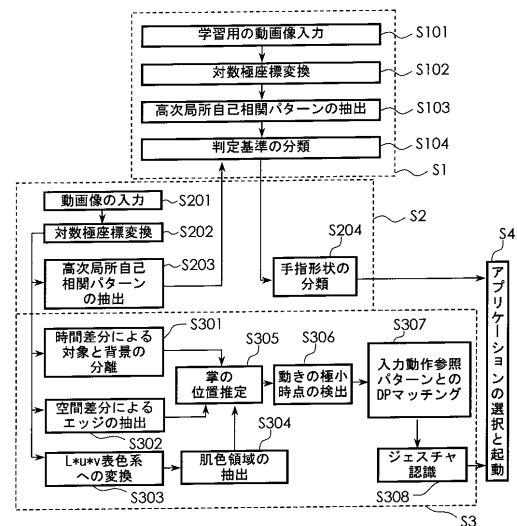 学習用の動画像入力
S101
対数極座標変換
S102
高次局所自己相関パターンの抽出
S103
判定基準の分類
S104
S1
動画像の入力
S201
対数極座標変換
S202
高次局所自己
相関パターン
の抽出
S203
S204
手指形状の
分類
S2
S4
アプリケーションの選択と起動
時間差分による
対象と背景の
分離
S301
空間差分による
エッジの抽出
S302
L*u*v表色系
への変換
S303
肌色領域の
抽出
S304
掌の
位置推定
S305
動きの極小
時点の検出
S306
S307
入力動作参照
パターンとの
DPマッチング
ジェスチャ
認識
S308
S3